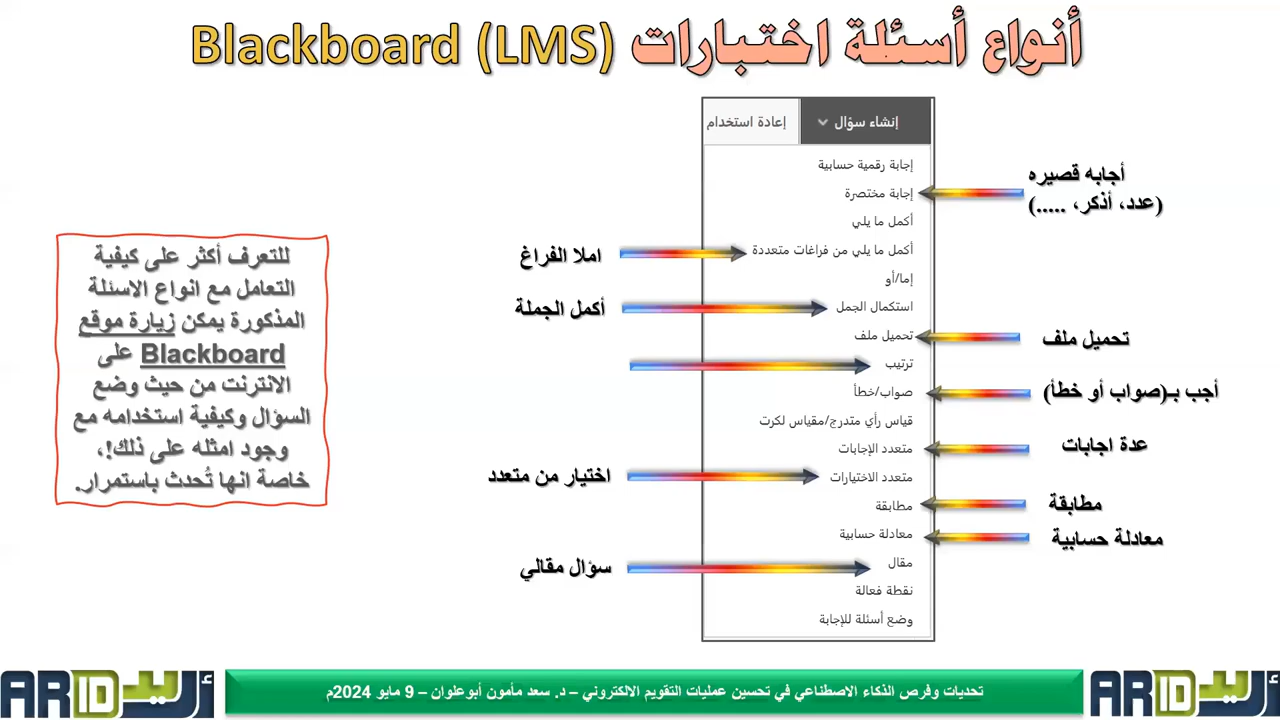 أنواع أسئلة اختبارات Blackboard (LMS)
إنشاء سؤال
إعادة استخدام
إجابة رقمية حسابية
إجابة مختصرة
أكمل ما يلي
أكمل ما يلي من فراغات متعددة
إما/أو
استكمال الجمل
تحميل ملف
ترتيب
صواب/خطأ
قياس رأي متدرج/مقياس لكرت
متعدد الإجابات
متعدد الاختيارات
مطابقة
معادلة حسابية
مقال
نقطة فعالة
وضع أسئلة للإجابة
أجابه قصيره
(عدد، أذكر، .....)
تحميل ملف
أجب بـ(صواب أو خطأ)
عدة اجابات
مطابقة
معادلة حسابية
املا الفراغ
أكمل الجملة
اختيار من متعدد
سؤال مقالي
للتعرف أكثر على كيفية
التعامل مع انواع الاسئلة
المذكورة يمكن زيارة موقع
Blackboard على
الانترنت من حيث وضع
السؤال وكيفية استخدامه مع
وجود امثله على ذلك!،
خاصة انها تُحدث باستمرار.
أريد
ARID
تحديات وفرص الذكاء الاصطناعي في تحسين عمليات التقويم الالكتروني – د. سعد مأمون أبوعلوان – 9 مايو 2024م
أريد
ARID